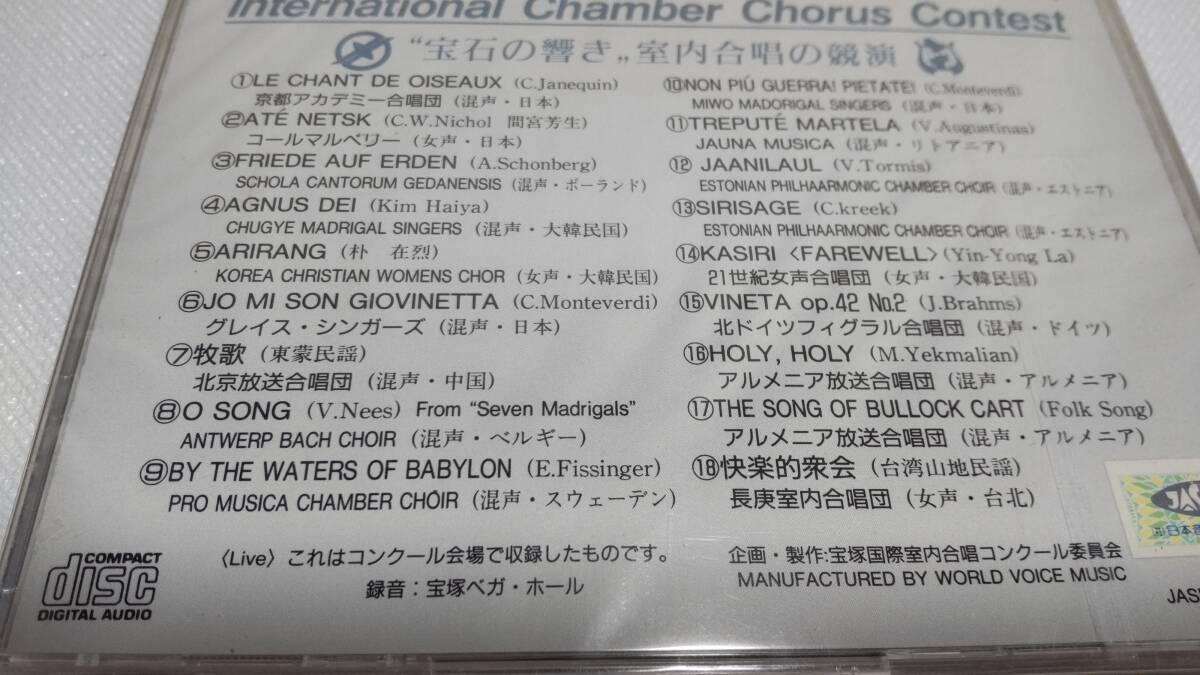 International Chamber Chorus Contest
“宝石の響き„室内合唱の競演
①LE CHANT DE OISEAUX (C.Janequin)
京都アカデミー合唱団 (混声・日本)
②ATÉ NETSK (C.W.Nichol 間宮芳生)
コールマルベリー (女声・日本)
③FRIEDE AUF ERDEN (A.Schonberg)
SCHOLA CANTORUM GEDANENSIS (混声・ポーランド)
④AGNUS DEI (Kim Haiya)
CHUGYE MADRIGAL SINGERS (混声・大韓民国)
⑤ARIRANG (朴 在烈)
KOREA CHRISTIAN WOMENS CHOR (女声・大韓民国)
⑥JO MI SON GIOVINETTA (C.Monteverdi)
グレイス・シンガーズ (混声・日本)
⑦牧歌 (東蒙民謡)
北京放送合唱団 (混声・中国)
⑧O SONG (V.Nees) From “Seven Madrigals”
ANTWERP BACH CHOIR (混声・ベルギー)
⑨BY THE WATERS OF BABYLON (E.Fissinger)
PRO MUSICA CHAMBER CHÓIR (混声・スウェーデン)
⑩NON PIÚ GUERRA! PIETATE! (C.Monteverdi)
MIWO MADORIGAL SINGERS (混声・日本)
⑪TREPUTÉ MARTELA (V.Augustinas)
JAUNA MUSICA (混声・リトアニア)
⑫ JAANILAUL (V.Tormis)
ESTONIAN PHILHAARMONIC CHAMBER CHOIR (混声・エストニア)
⑬SIRISAGE (C.kreek)
ESTONIAN PHILHAARMONIC CHAMBER CHOIR (混声・エストニア)
⑭KASIRI 〈FAREWELL〉(Yin-Yong La)
21世紀女声合唱団 (女声・大韓民国)
⑮VINETA op.42 No.2 (J.Brahms)
北ドイツフィグラル合唱団 (混声・ドイツ)
⑯HOLY, HOLY (M.Yekmalian)
アルメニア放送合唱団 (混声・アルメニア)
⑰THE SONG OF BULLOCK CART (Folk Song)
アルメニア放送合唱団 (混声・アルメニア)
⑱快楽的衆会 (台湾山地民謡)
長庚室内合唱団 (女声・台北)
COMPACT
disc
DIGITAL AUDIO
〈Live〉これはコンクール会場で収録したものです。
録音：宝塚ベガ・ホール
企画・製作:宝塚国際室内合唱コンクール委員会
MANUFACTURED BY WORLD VOICE MUSIC